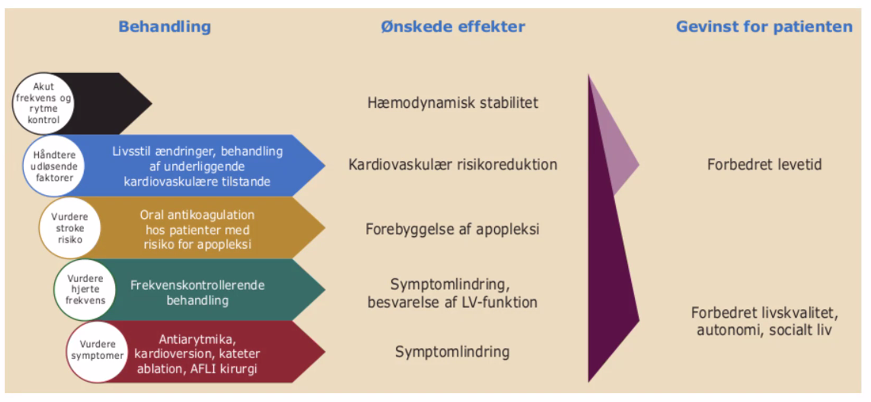 Behandling
Ønskede effekter
Gevinst for patienten
Akut
frekvens og
rytme
kontrol
Hæmodynamisk stabilitet
Håndtere
udløsende
faktorer
Livsstil ændringer, behandling
af underliggende
kardiovaskulære tilstande
Kardiovaskulær risikoreduktion
Forbedret levetid
Vurdere
stroke
risiko
Oral antikoagulation
hos patienter med
risiko for apopleksi
Forebyggelse af apopleksi
Vurdere
hjerte
frekvens
Frekvenskontrollerende
behandling
Symptomlindring,
besvarelse af LV-funktion
Forbedret livskvalitet,
autonomi, socialt liv
Vurdere
symptomer
Antiarytmika,
kardioversion, kateter
ablation, AFLI kirurgi
Symptomlindring